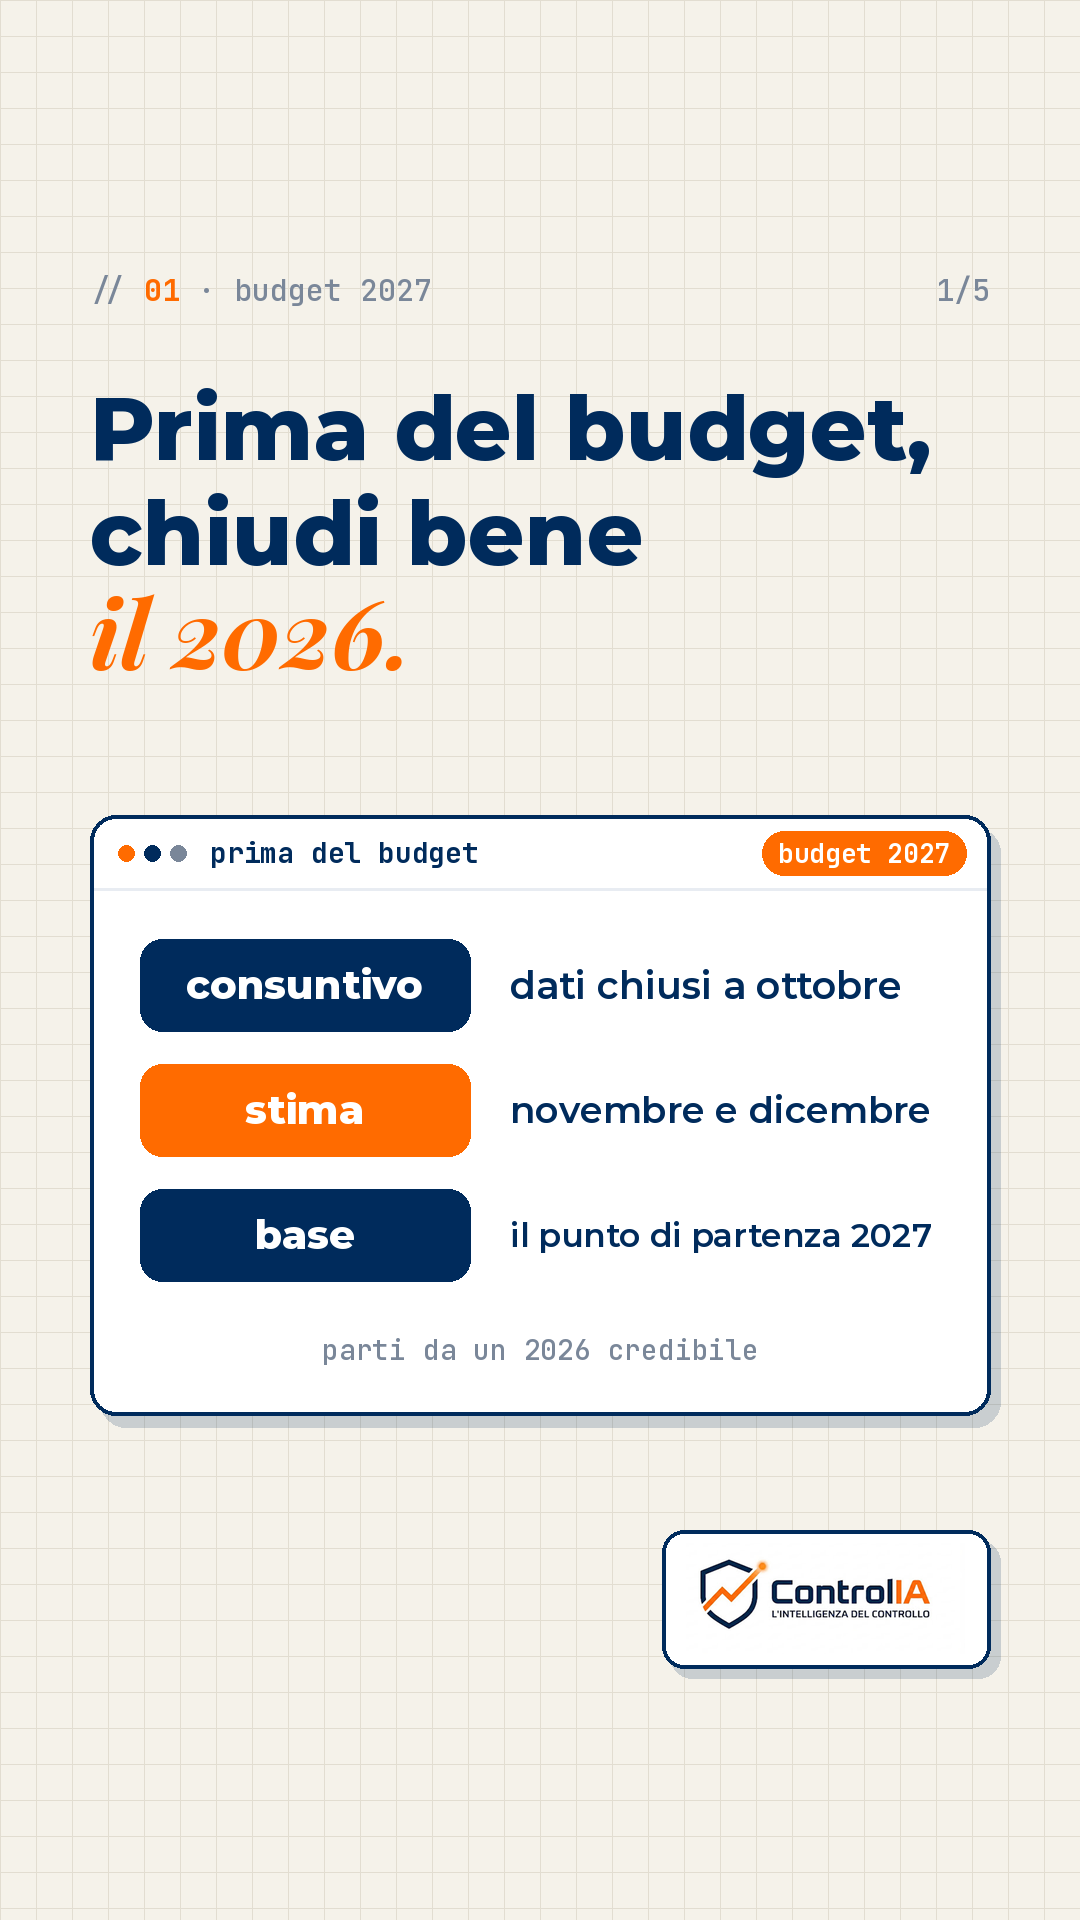 // 01 · budget 2027
1/5
Prima del budget,
chiudi bene
il 2026.
prima del budget
budget 2027
consuntivo
dati chiusi a ottobre
stima
novembre e dicembre
base
il punto di partenza 2027
parti da un 2026 credibile
ControlIA
L'INTELLIGENZA DEL CONTROLLO